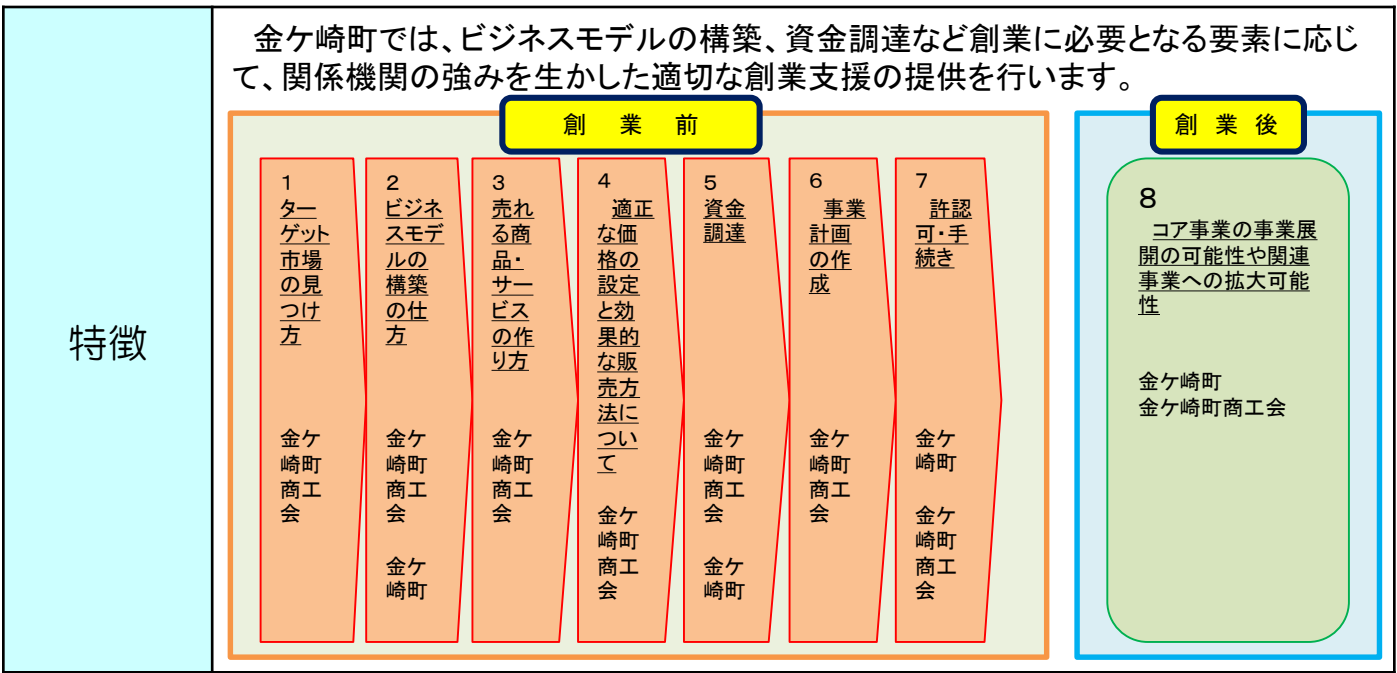 特徴
金ケ崎町では、ビジネスモデルの構築、資金調達など創業に必要となる要素に応じ
て、関係機関の強みを生かした適切な創業支援の提供を行います。
創 業 前
1
ター
ゲット
市場
の見
つけ
方
金ケ
崎町
商工
会
2
ビジネ
スモデ
ルの
構築
の仕
方
金ケ
崎町
商工
会
金ケ
崎町
3
売れ
る商
品・
サー
ビス
の作
り方
金ケ
崎町
商工
会
4
適正
な価
格の
設定
と効
果的
な販
売方
法に
つい
て
金ケ
崎町
商工
会
5
資金
調達
金ケ
崎町
商工
会
金ケ
崎町
6
事業
計画
の作
成
金ケ
崎町
商工
会
7
許認
可・手
続き
金ケ
崎町
金ケ
崎町
商工
会
創 業 後
8
コア事業の事業展
開の可能性や関連
事業への拡大可能
性
金ケ崎町
金ケ崎町商工会